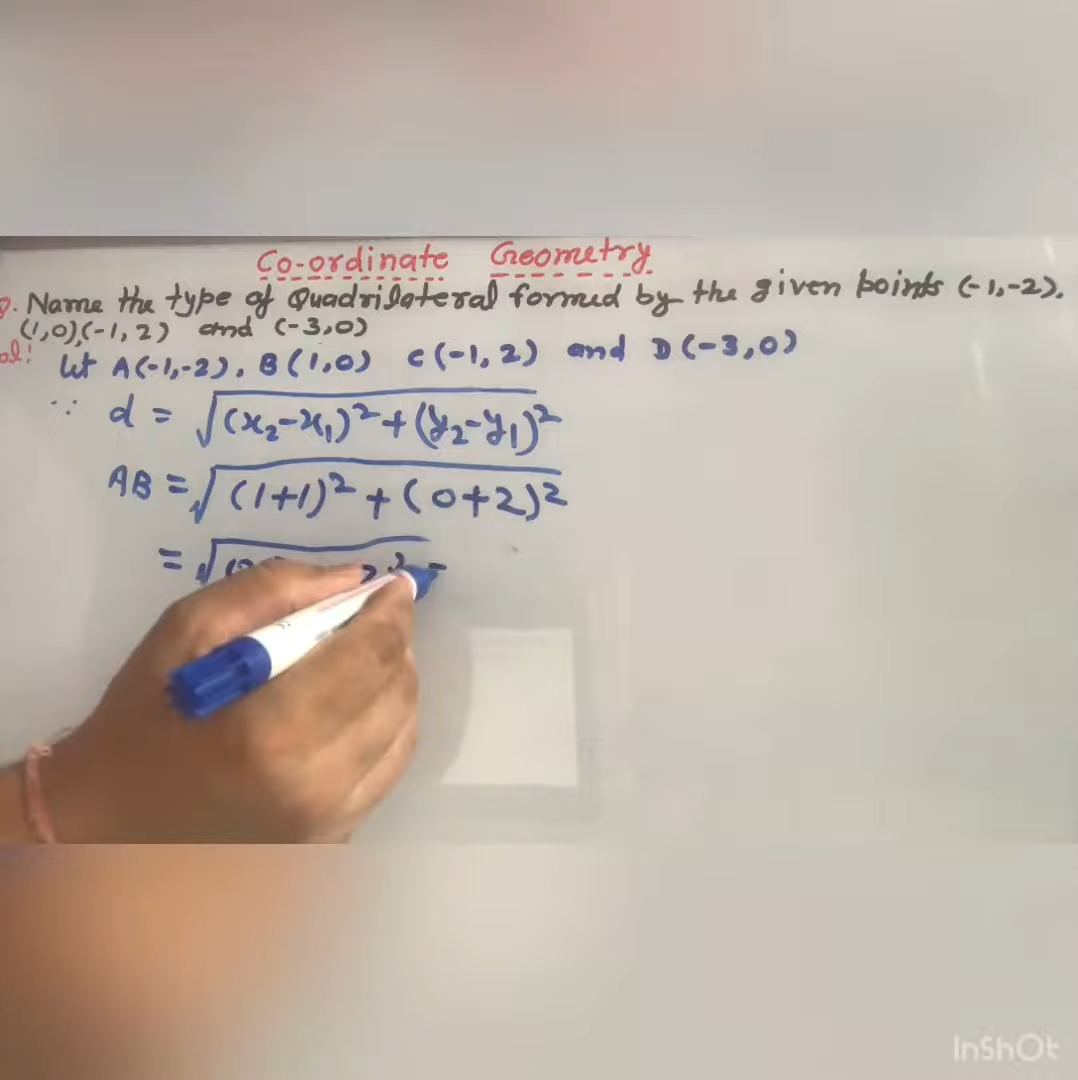 Co-ordinate Geometry
Name the type of Quadrilateral formed by the given points (-1,-2),
(1,0),(-1,2) and (-3,0)
Let A(-1,-2), B(1,0) C(-1,2) and D(-3,0)
∵ d = √(x₂-x₁)² + (y₂-y₁)²
AB = √(1+1)² + (0+2)²
= √
InShOt